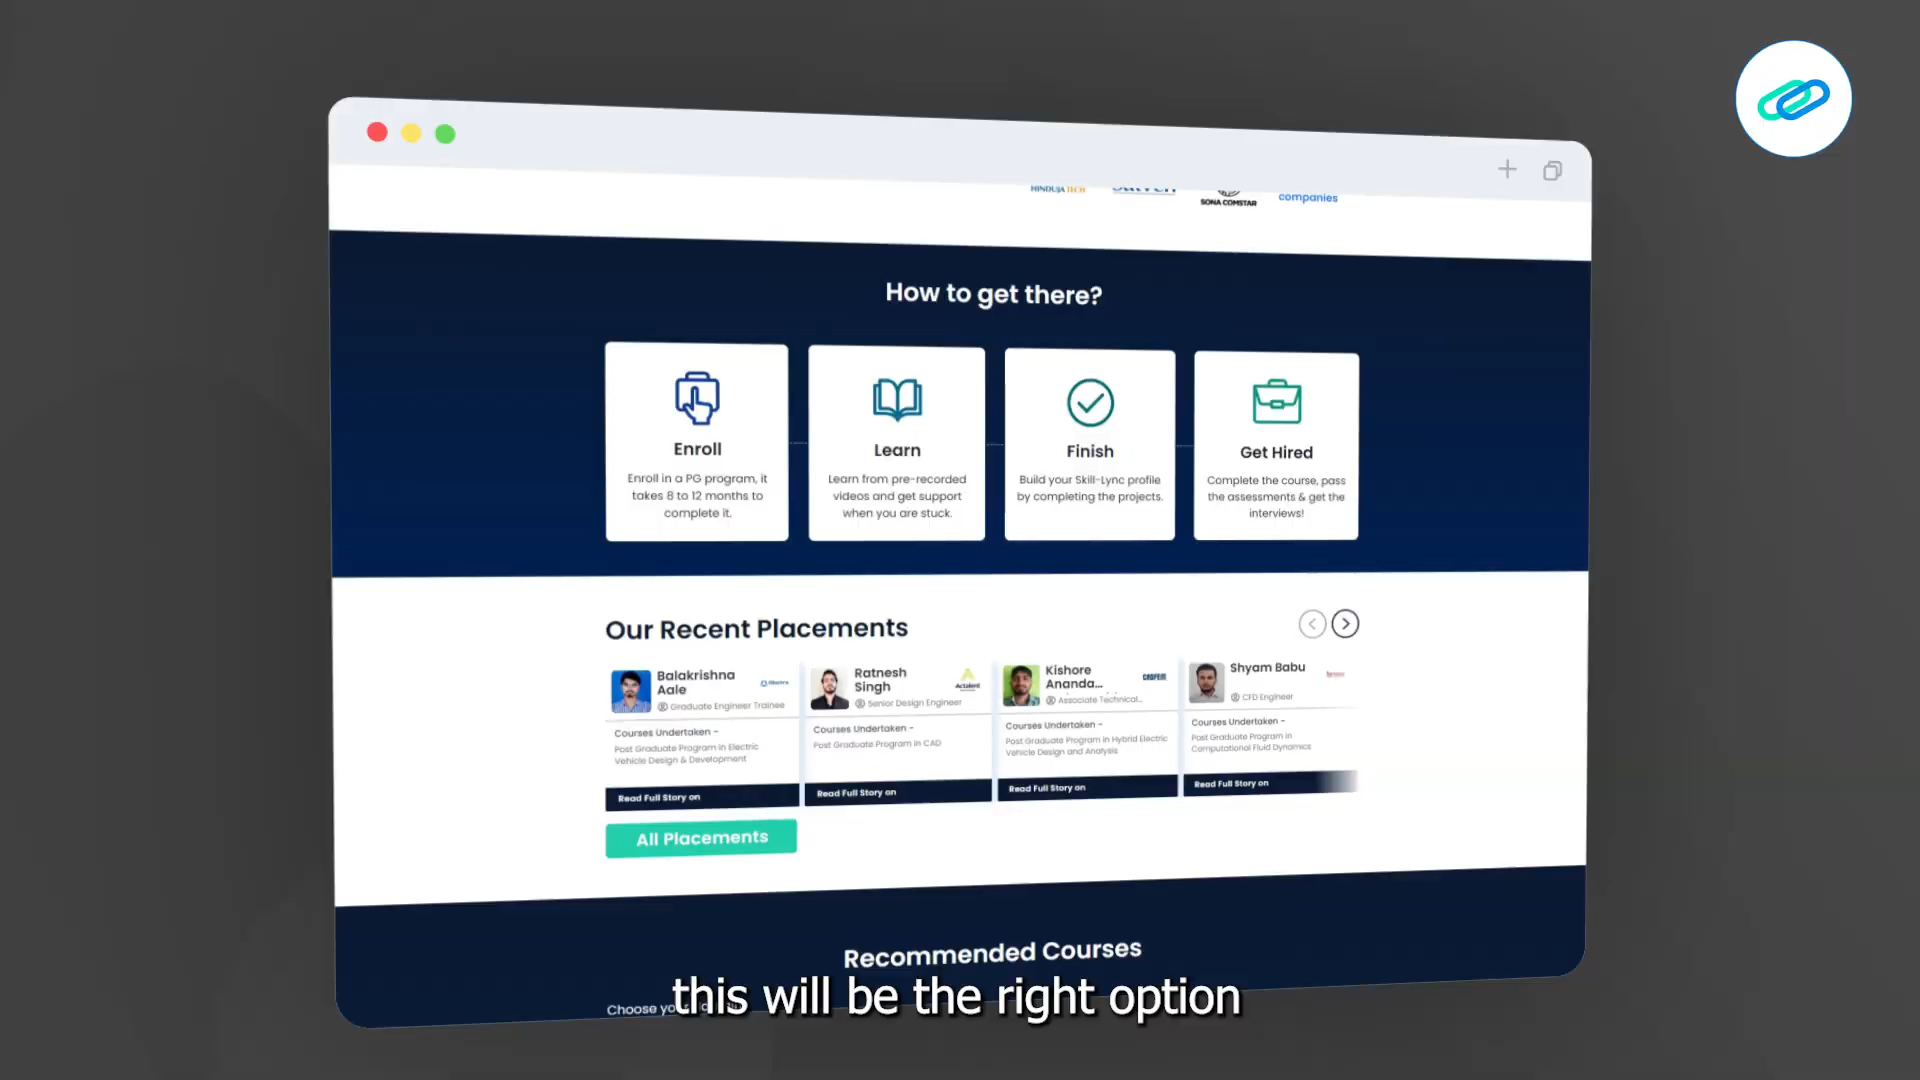 HINDUJA TECH
SONA COMSTAR
companies
How to get there?
Enroll
Enroll in a PG program, it
takes 8 to 12 months to
complete it.
Learn
Learn from pre-recorded
videos and get support
when you are stuck.
Finish
Build your Skill-Lync profile
by completing the projects.
Get Hired
Complete the course, pass
the assessments & get the
interviews!
Our Recent Placements
Balakrishna
Aale
Graduate Engineer Trainee
Courses Undertaken -
Post Graduate Program in Electric
Vehicle Design & Development
Read Full Story on
Ratnesh
Singh
Actalent
Senior Design Engineer
Courses Undertaken -
Post Graduate Program in CAD
Read Full Story on
Kishore
Ananda...
CADFEM
Associate Technical...
Courses Undertaken -
Post Graduate Program in Hybrid Electric
Vehicle Design and Analysis
Read Full Story on
Shyam Babu
CFD Engineer
Courses Undertaken -
Post Graduate Program in
Computational Fluid Dynamics
Read Full Story on
All Placements
Recommended Courses
Choose
this will be the right option